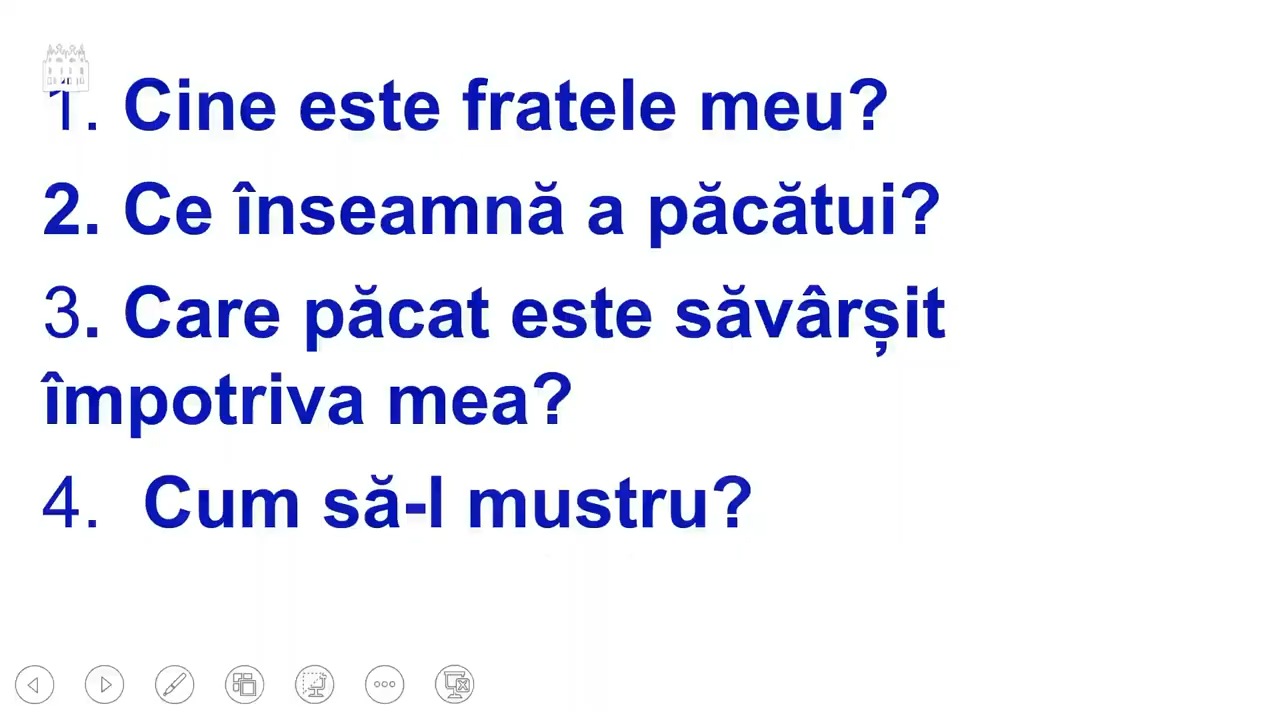 1. Cine este fratele meu?
2. Ce înseamnă a păcătui?
3. Care păcat este săvârșit
împotriva mea?
4. Cum să-l mustru?